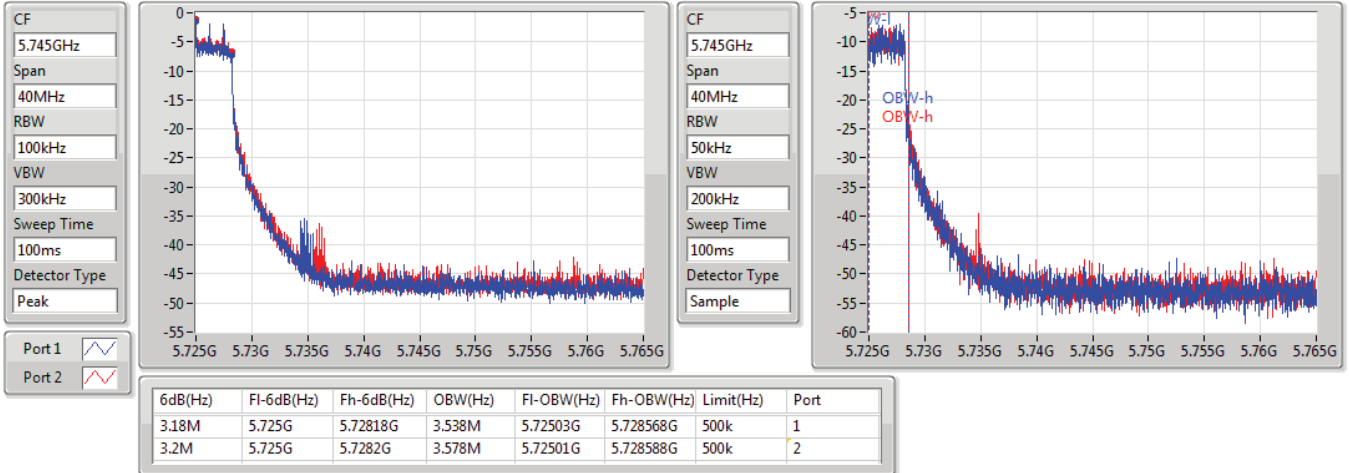 CF
5.745GHz
Span
40MHz
RBW
100kHz
VBW
300kHz
Sweep Time
100ms
Detector Type
Peak
Port 1
Port 2
0
-5
-10
-15
-20
-25
-30
-35
-40
-45
-50
-55
5.725G 5.73G 5.735G 5.74G 5.745G 5.75G 5.755G 5.76G 5.765G
CF
5.745GHz
Span
40MHz
RBW
50kHz
VBW
200kHz
Sweep Time
100ms
Detector Type
Sample
-5
-10
-15
-20
-25
-30
-35
-40
-45
-50
-55
-60
W-l
OBW-h
OBW-h
5.725G 5.73G 5.735G 5.74G 5.745G 5.75G 5.755G 5.76G 5.765G
6dB(Hz) Fl-6dB(Hz) Fh-6dB(Hz) OBW(Hz) Fl-OBW(Hz) Fh-OBW(Hz) Limit(Hz) Port
3.18M 5.725G 5.72818G 3.538M 5.72503G 5.728568G 500k 1
3.2M 5.725G 5.7282G 3.578M 5.72501G 5.728588G 500k 2